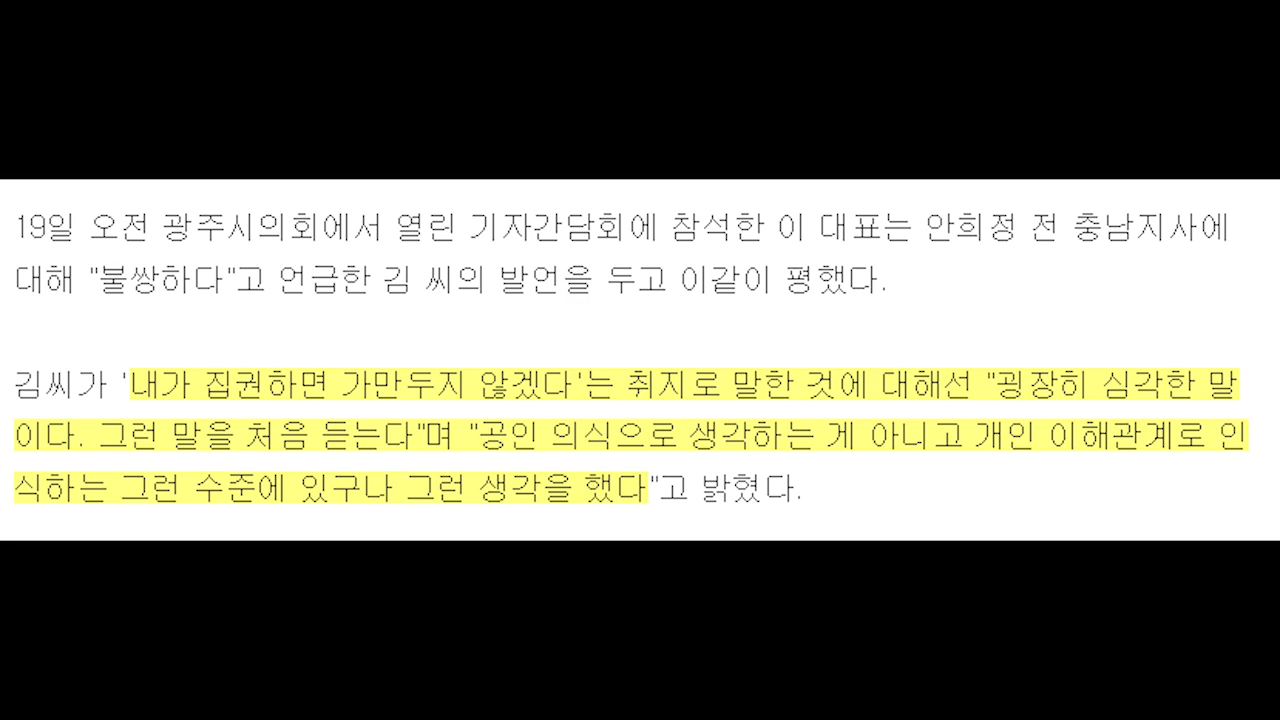 19일 오전 광주시의회에서 열린 기자간담회에 참석한 이 대표는 안희정 전 충남지사에
대해 "불쌍하다"고 언급한 김 씨의 발언을 두고 이같이 평했다.
김씨가 '내가 집권하면 가만두지 않겠다'는 취지로 말한 것에 대해선 "굉장히 심각한 말
이다. 그런 말을 처음 듣는다"며 "공인 의식으로 생각하는 게 아니고 개인 이해관계로 인
식하는 그런 수준에 있구나 그런 생각을 했다"고 밝혔다.